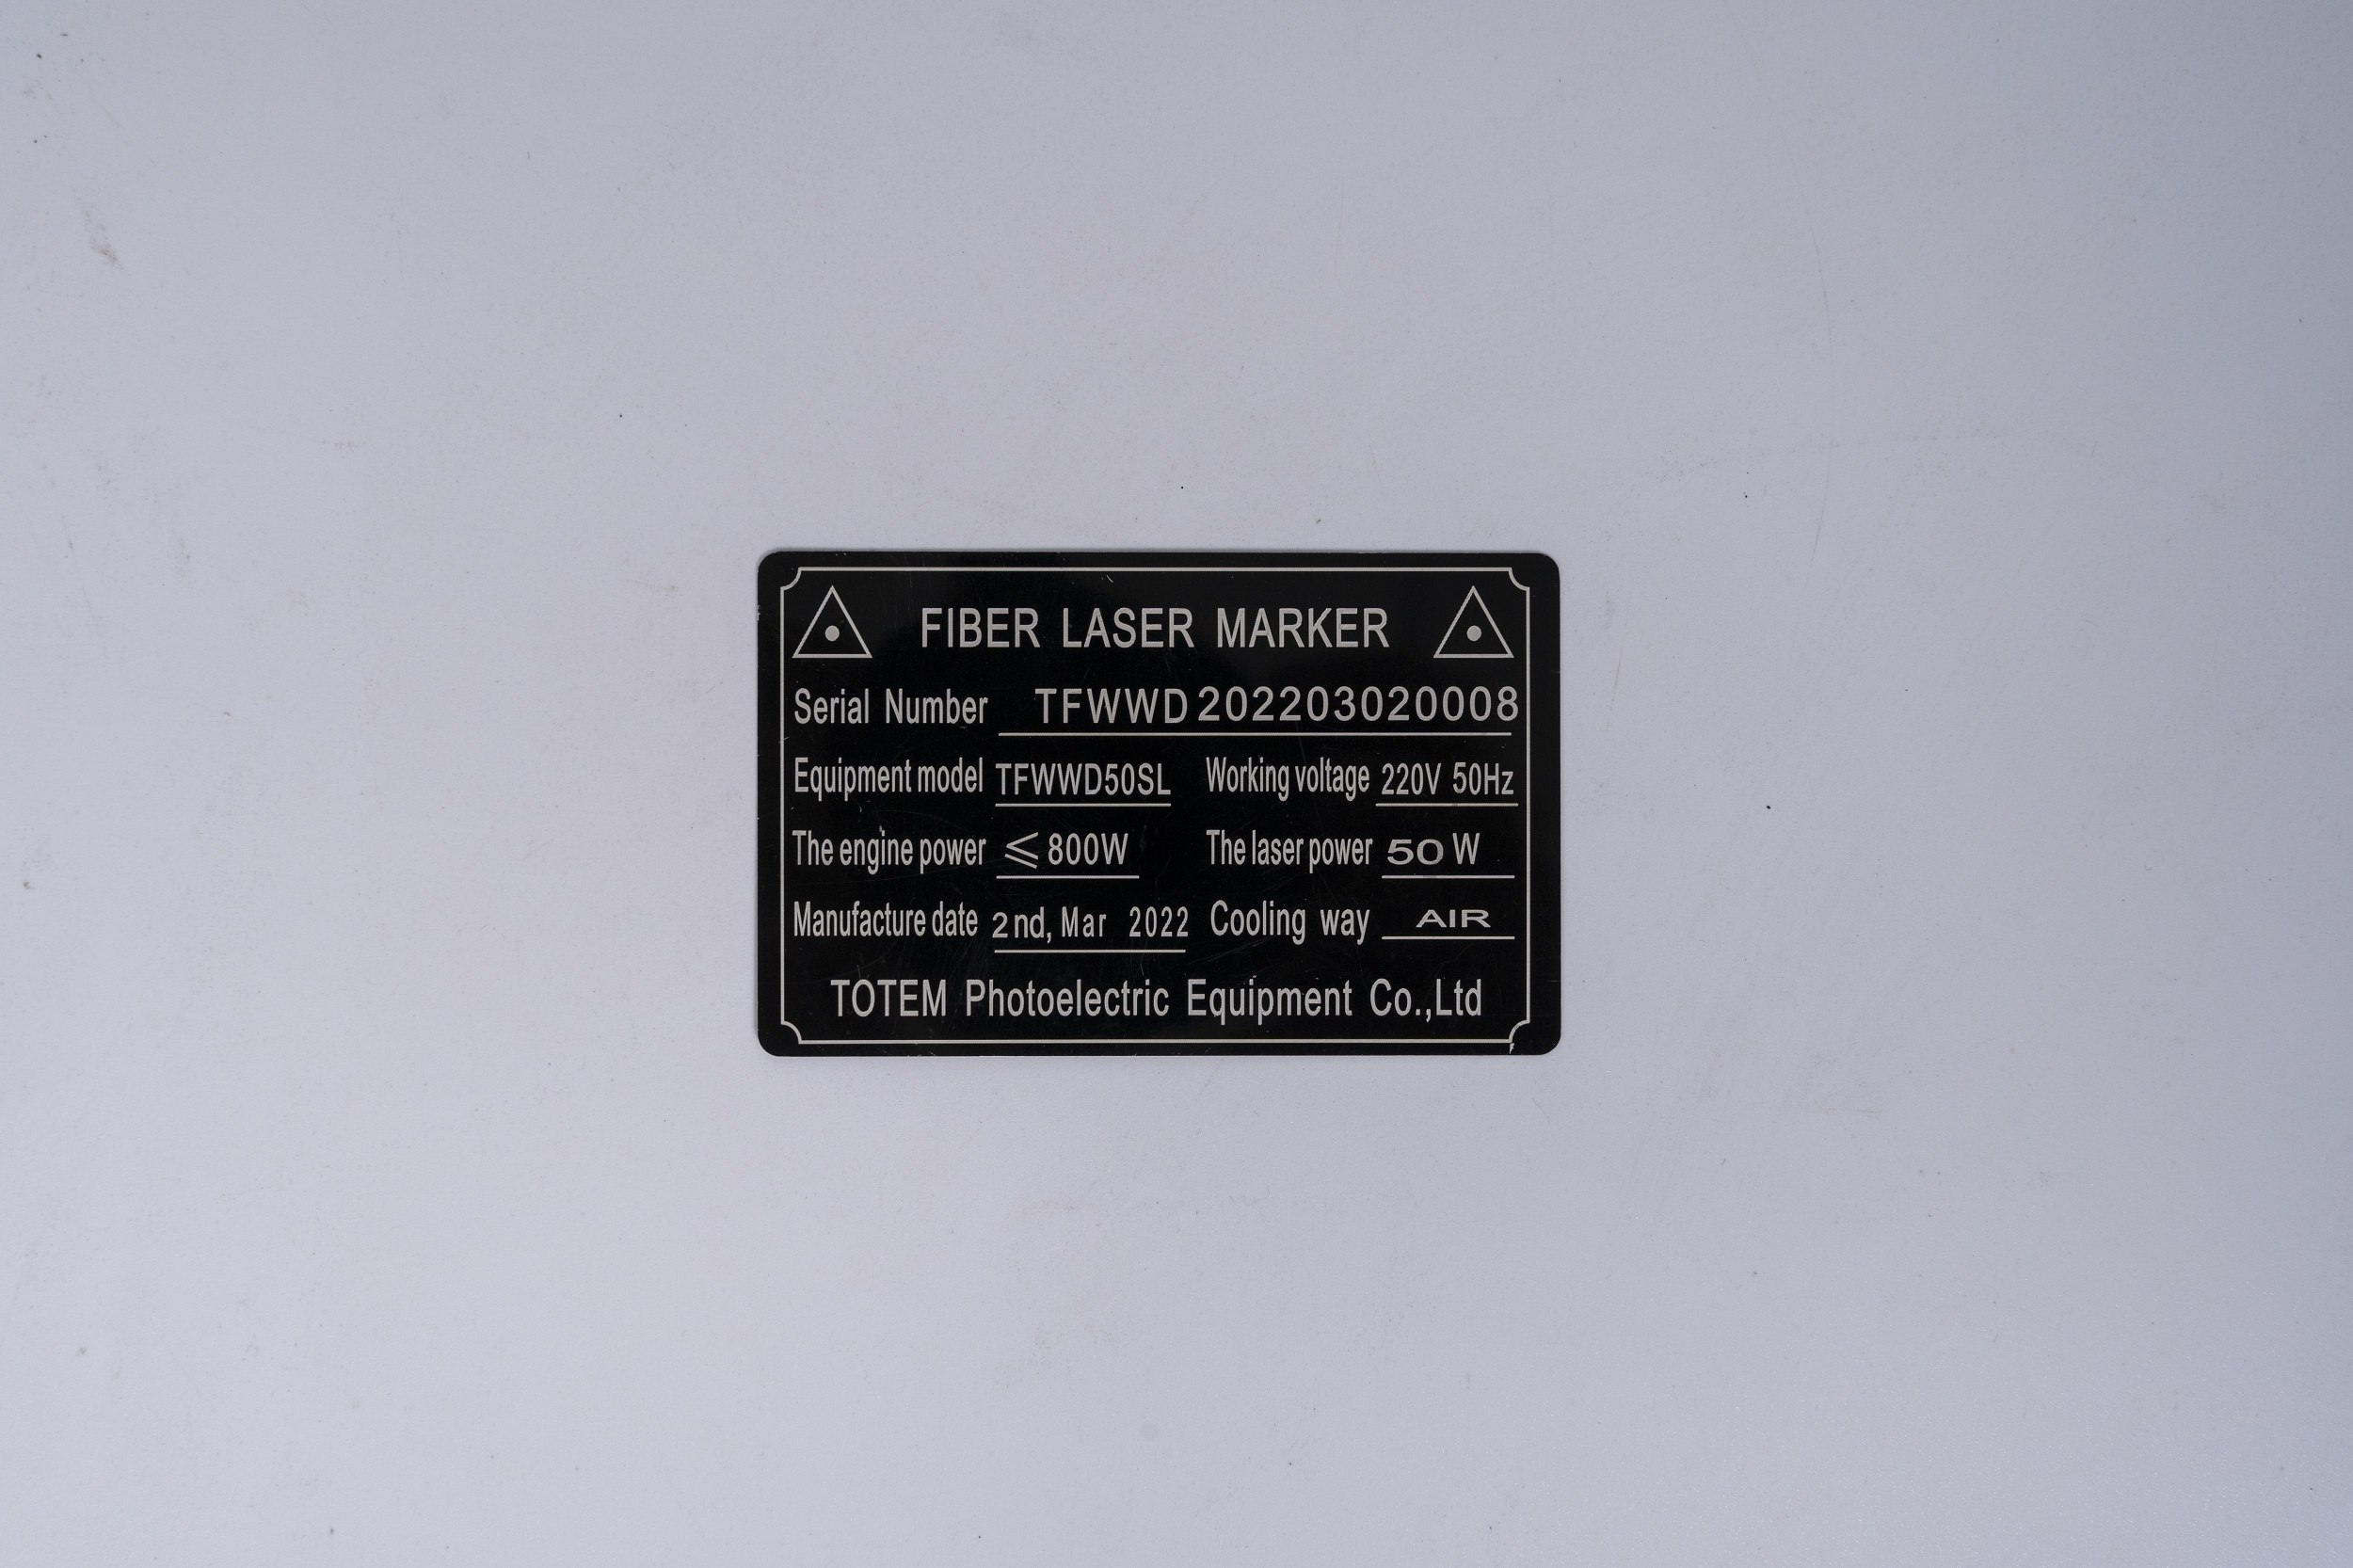 FIBER LASER MARKER
Serial Number TFWWD202203020008
Equipment model TFWWD50SL Working voltage 220V 50Hz
The engine power ≤800W The laser power 50W
Manufacture date 2nd, Mar 2022 Cooling way AIR
TOTEM Photoelectric Equipment Co.,Ltd